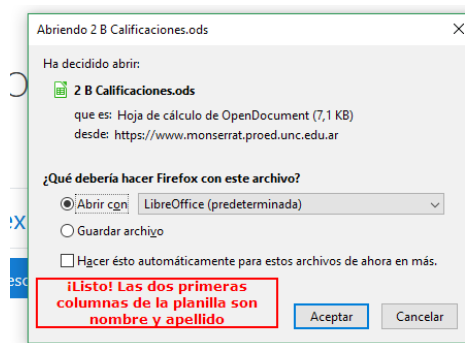 Abriendo 2 B Calificaciones.ods
Ha decidido abrir:
2 B Calificaciones.ods
que es: Hoja de cálculo de OpenDocument (7,1 KB)
desde: https://www.monserrat.proed.unc.edu.ar
¿Qué debería hacer Firefox con este archivo?
Abrir con LibreOffice (predeterminada)
Guardar archivo
Hacer ésto automáticamente para estos archivos de ahora en más.
¡Listo! Las dos primeras
columnas de la planilla son
nombre y apellido
Aceptar Cancelar